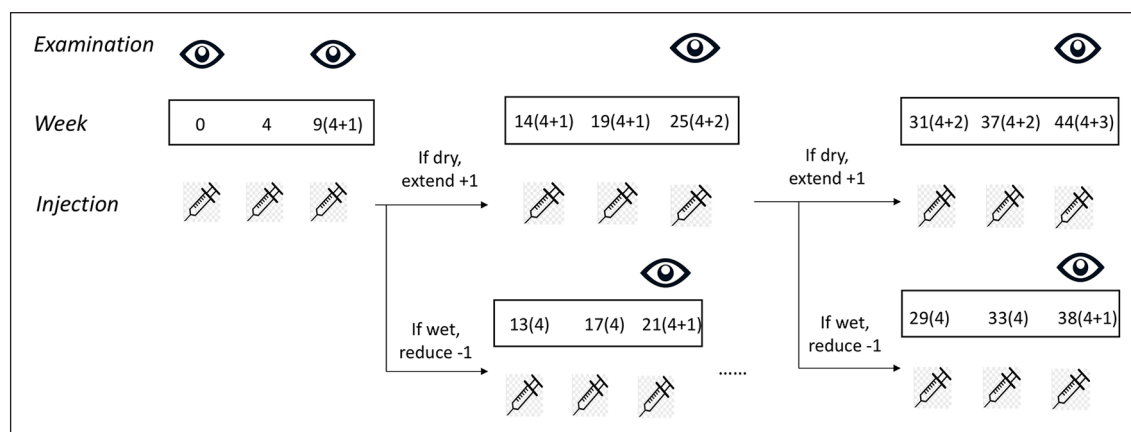 Examination
Week
0 4 9(4+1)
14(4+1) 19(4+1) 25(4+2)
31(4+2) 37(4+2) 44(4+3)
If dry,
extend +1
If dry,
extend +1
Injection
13(4) 17(4) 21(4+1)
29(4) 33(4) 38(4+1)
If wet,
reduce -1
If wet,
reduce -1
......